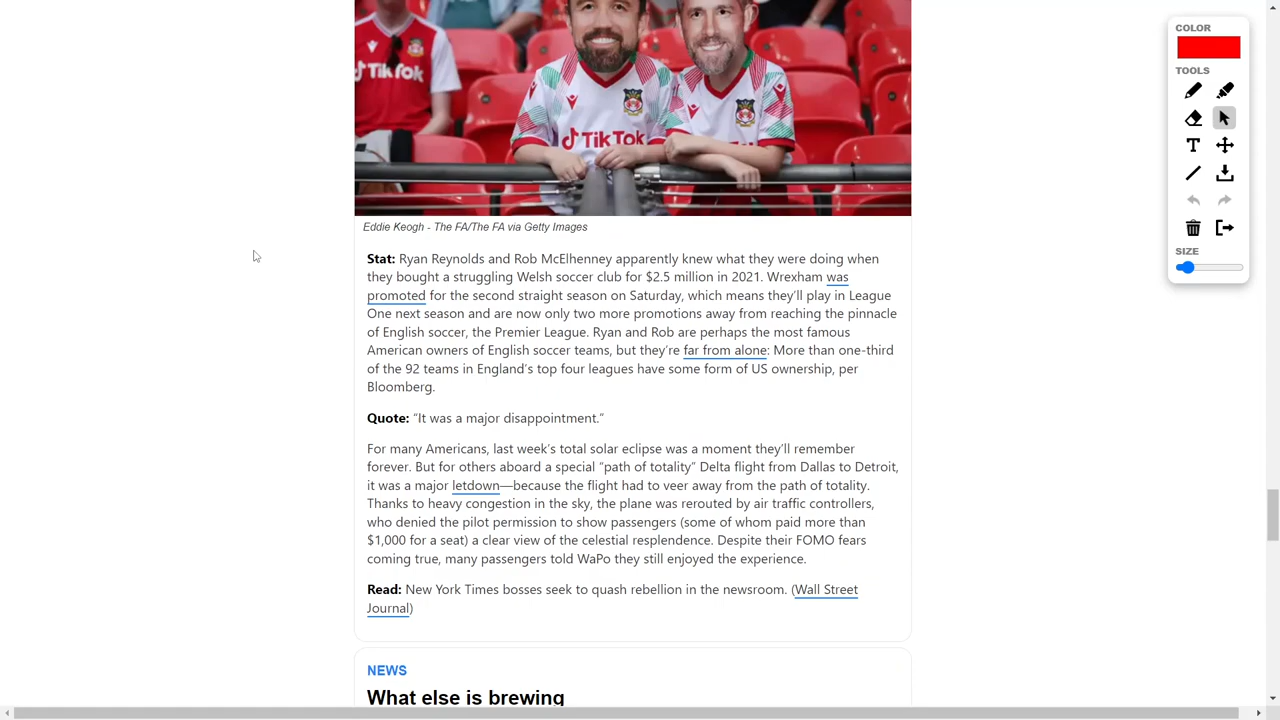 TikTok
TikTok
COLOR
TOOLS
T
SIZE
Eddie Keogh - The FA/The FA via Getty Images
Stat: Ryan Reynolds and Rob McElhenney apparently knew what they were doing when
they bought a struggling Welsh soccer club for $2.5 million in 2021. Wrexham was
promoted for the second straight season on Saturday, which means they’ll play in League
One next season and are now only two more promotions away from reaching the pinnacle
of English soccer, the Premier League. Ryan and Rob are perhaps the most famous
American owners of English soccer teams, but they’re far from alone: More than one-third
of the 92 teams in England’s top four leagues have some form of US ownership, per
Bloomberg.
Quote: “It was a major disappointment.”
For many Americans, last week’s total solar eclipse was a moment they’ll remember
forever. But for others aboard a special “path of totality” Delta flight from Dallas to Detroit,
it was a major letdown—because the flight had to veer away from the path of totality.
Thanks to heavy congestion in the sky, the plane was rerouted by air traffic controllers,
who denied the pilot permission to show passengers (some of whom paid more than
$1,000 for a seat) a clear view of the celestial resplendence. Despite their FOMO fears
coming true, many passengers told WaPo they still enjoyed the experience.
Read: New York Times bosses seek to quash rebellion in the newsroom. (Wall Street
Journal)
NEWS
What else is brewing